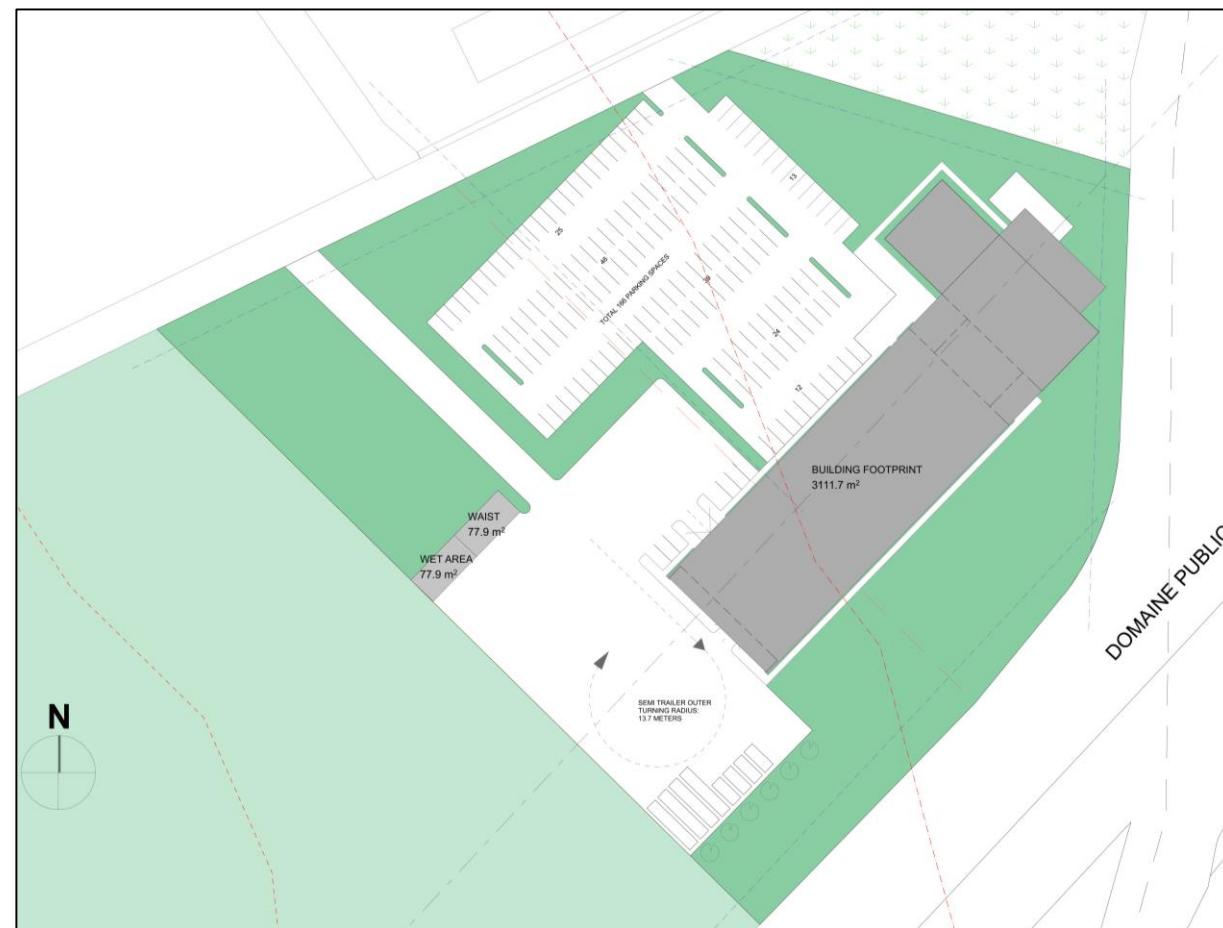 13
25
46
TOTAL 166 PARKING SPACES
39
24
12
BUILDING FOOTPRINT
3111.7 m²
WAIST
77.9 m²
WET AREA
77.9 m²
DOMAINE PUBLIC
SEMI TRAILER OUTER
TURNING RADIUS:
13.7 METERS
N